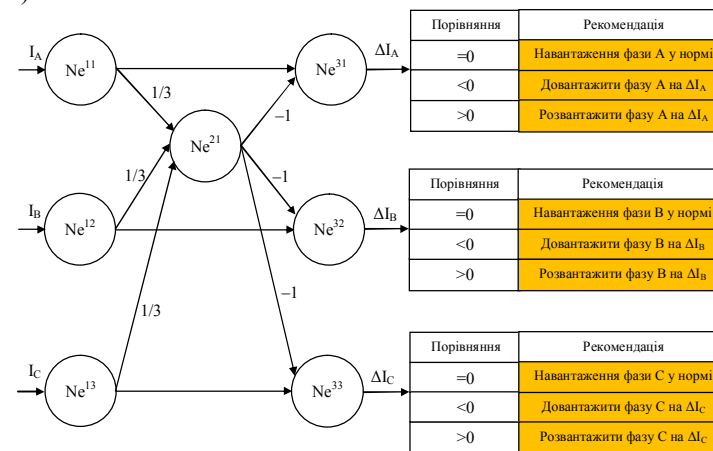 )
I_A
Ne^11
1/3
Ne^21
Ne^31
–1
ΔI_A
Порівняння Рекомендація
=0 Навантаження фази А у нормі
<0 Довантажити фазу А на ΔI_A
>0 Розвантажити фазу А на ΔI_A
I_B
Ne^12
1/3
–1
Ne^32
ΔI_B
Порівняння Рекомендація
=0 Навантаження фази В у нормі
<0 Довантажити фазу В на ΔI_B
>0 Розвантажити фазу В на ΔI_B
I_C
Ne^13
1/3
–1
Ne^33
ΔI_C
Порівняння Рекомендація
=0 Навантаження фази С у нормі
<0 Довантажити фазу С на ΔI_C
>0 Розвантажити фазу С на ΔI_C